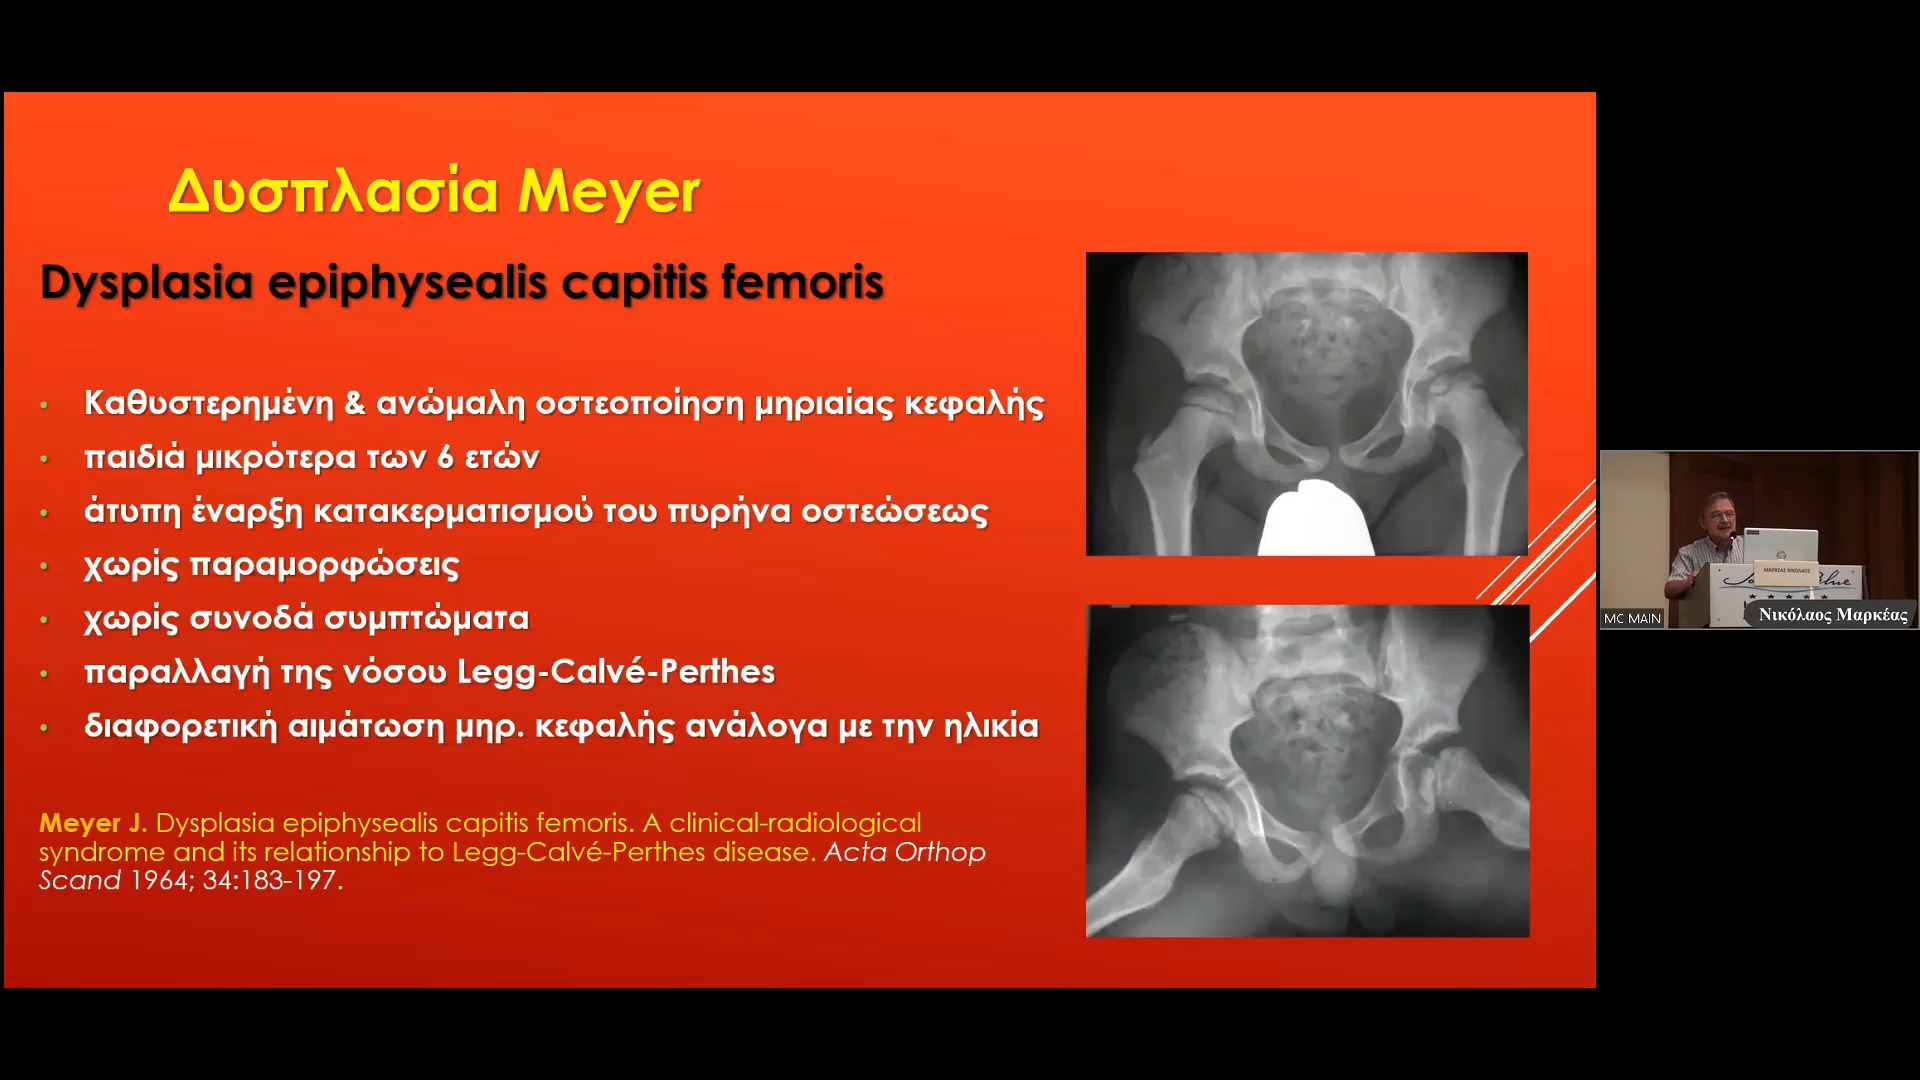 Δυσπλασία Meyer
Dysplasia epiphysealis capitis femoris
• Καθυστερημένη & ανώμαλη οστεοποίηση μηριαίας κεφαλής
• παιδιά μικρότερα των 6 ετών
• άτυπη έναρξη κατακερματισμού του πυρήνα οστεώσεως
• χωρίς παραμορφώσεις
• χωρίς συνοδά συμπτώματα
• παραλλαγή της νόσου Legg-Calvé-Perthes
• διαφορετική αιμάτωση μηρ. κεφαλής ανάλογα με την ηλικία
Meyer J. Dysplasia epiphysealis capitis femoris. A clinical-radiological
syndrome and its relationship to Legg-Calvé-Perthes disease. Acta Orthop
Scand 1964; 34:183-197.
ΜΑΡΚΕΑΣ ΝΙΚΟΛΑΟΣ
MC MAIN
Νικόλαος Μαρκέας